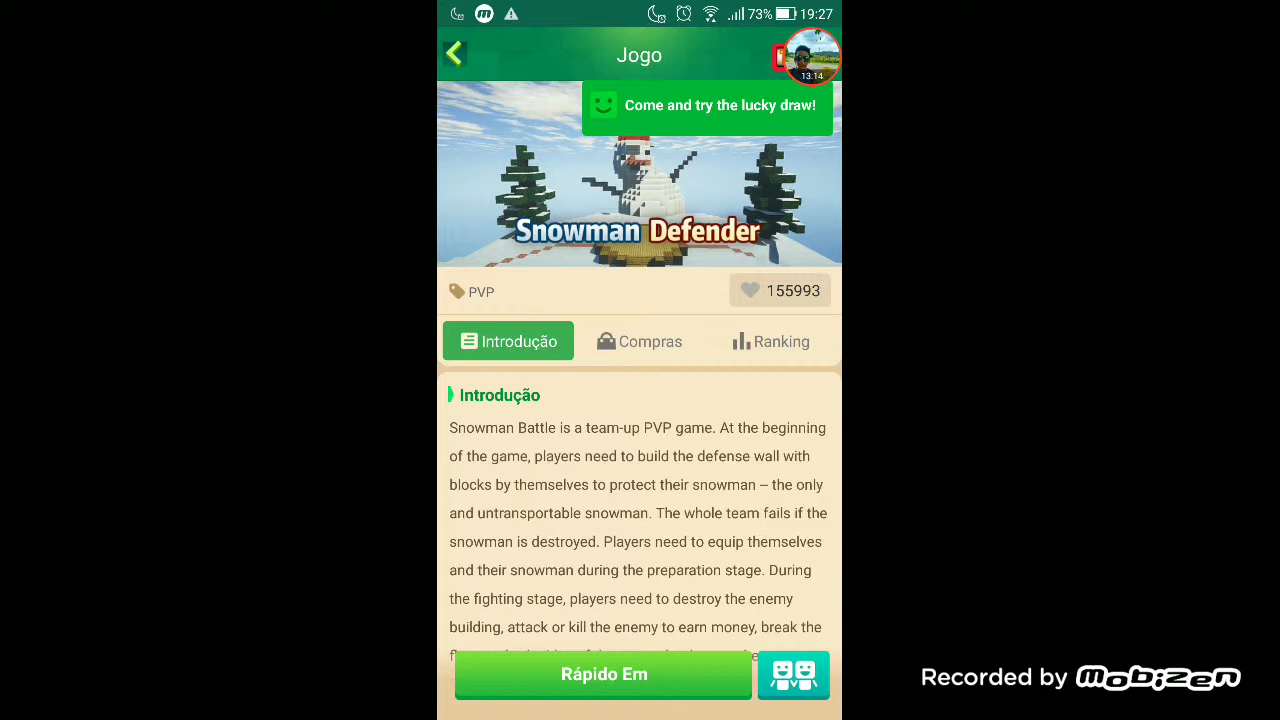 73% 19:27
Jogo
13:14
Come and try the lucky draw!
Snowman Defender
PVP
155993
Introdução
Compras
Ranking
Introdução
Snowman Battle is a team-up PVP game. At the beginning
of the game, players need to build the defense wall with
blocks by themselves to protect their snowman – the only
and untransportable snowman. The whole team fails if the
snowman is destroyed. Players need to equip themselves
and their snowman during the preparation stage. During
the fighting stage, players need to destroy the enemy
building, attack or kill the enemy to earn money, break the
Rápido Em
Recorded by mobizen